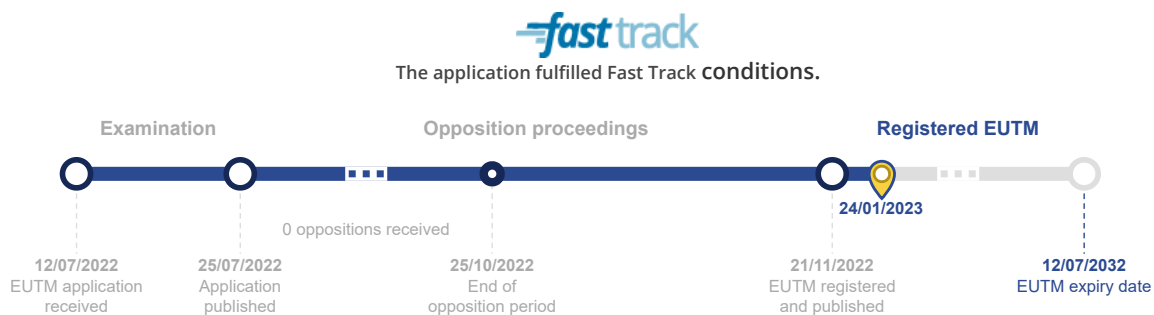 fast track
The application fulfilled Fast Track conditions.
Examination
Opposition proceedings
Registered EUTM
24/01/2023
0 oppositions received
12/07/2022
EUTM application
received
25/07/2022
Application
published
25/10/2022
End of
opposition period
21/11/2022
EUTM registered
and published
12/07/2032
EUTM expiry date